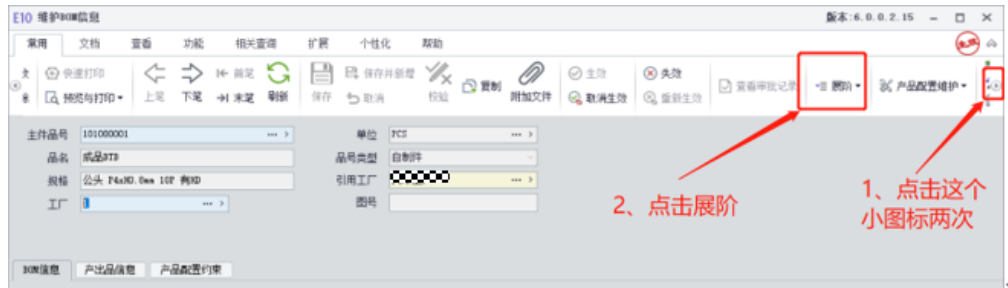 E10 维护BOM信息 版本:6.0.0.2.15
常用 文档 查看 功能 相关查询 扩展 个性化 帮助
快速打印 首笔 保存并新增 复制 生效 失效 查看审批记录 展阶 产品配置维护
预览与打印 上笔 下笔 末笔 刷新 保存 取消 校验 附加文件 取消生效 重新生效
主件品号 101000001 单位 PCS
品名 成品BTB 品号类型 自制件
规格 引用工厂
工厂 图号
2、点击展阶
1、点击这个
小图标两次
BOM信息 产出品信息 产品配置约束